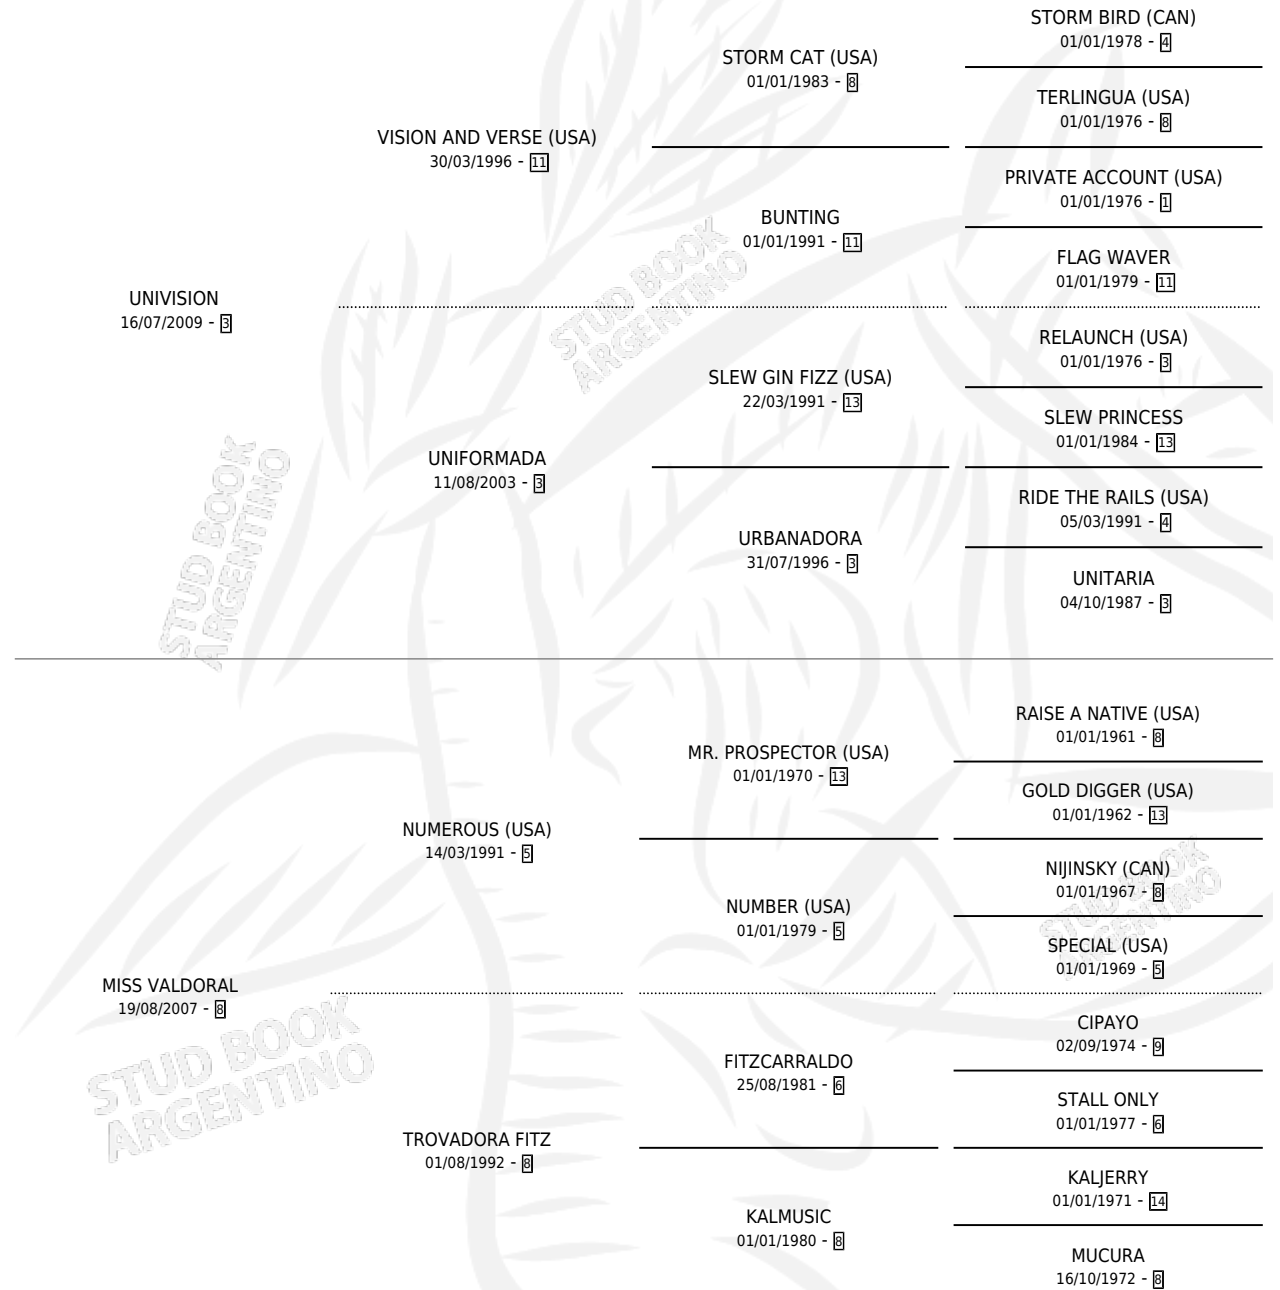 STORM BIRD (CAN)
01/01/1978 - 4
STORM CAT (USA)
01/01/1983 - 8
TERLINGUA (USA)
01/01/1976 - 8
VISION AND VERSE (USA)
30/03/1996 - 11
PRIVATE ACCOUNT (USA)
01/01/1976 - 1
BUNTING
01/01/1991 - 11
FLAG WAVER
01/01/1979 - 11
UNIVISION
16/07/2009 - 3
STUD BOOK
ARGENTINO
RELAUNCH (USA)
01/01/1976 - 3
SLEW GIN FIZZ (USA)
22/03/1991 - 13
SLEW PRINCESS
01/01/1984 - 13
UNIFORMADA
11/08/2003 - 3
RIDE THE RAILS (USA)
05/03/1991 - 4
URBANADORA
31/07/1996 - 3
UNITARIA
04/10/1987 - 3
STUD BOOK
ARGENTINO
RAISE A NATIVE (USA)
01/01/1961 - 8
MR. PROSPECTOR (USA)
01/01/1970 - 13
GOLD DIGGER (USA)
01/01/1962 - 13
NUMEROUS (USA)
14/03/1991 - 5
NIJINSKY (CAN)
01/01/1967 - 8
NUMBER (USA)
01/01/1979 - 5
STUD BOOK
ARGENTINO
SPECIAL (USA)
01/01/1969 - 5
MISS VALDORAL
19/08/2007 - 8
STUD BOOK
ARGENTINO
CIPAYO
02/09/1974 - 9
FITZCARRALDO
25/08/1981 - 6
STALL ONLY
01/01/1977 - 6
TROVADORA FITZ
01/08/1992 - 8
KALJERRY
01/01/1971 - 14
KALMUSIC
01/01/1980 - 8
MUCURA
16/10/1972 - 8